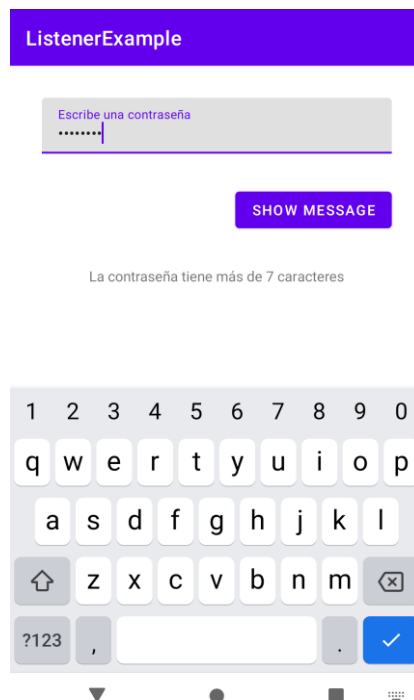 ListenerExample
Escribe una contraseña
••••••••
SHOW MESSAGE
La contraseña tiene más de 7 caracteres
1 2 3 4 5 6 7 8 9 0
q w e r t y u i o p
a s d f g h j k l
z x c v b n m
?123 , .